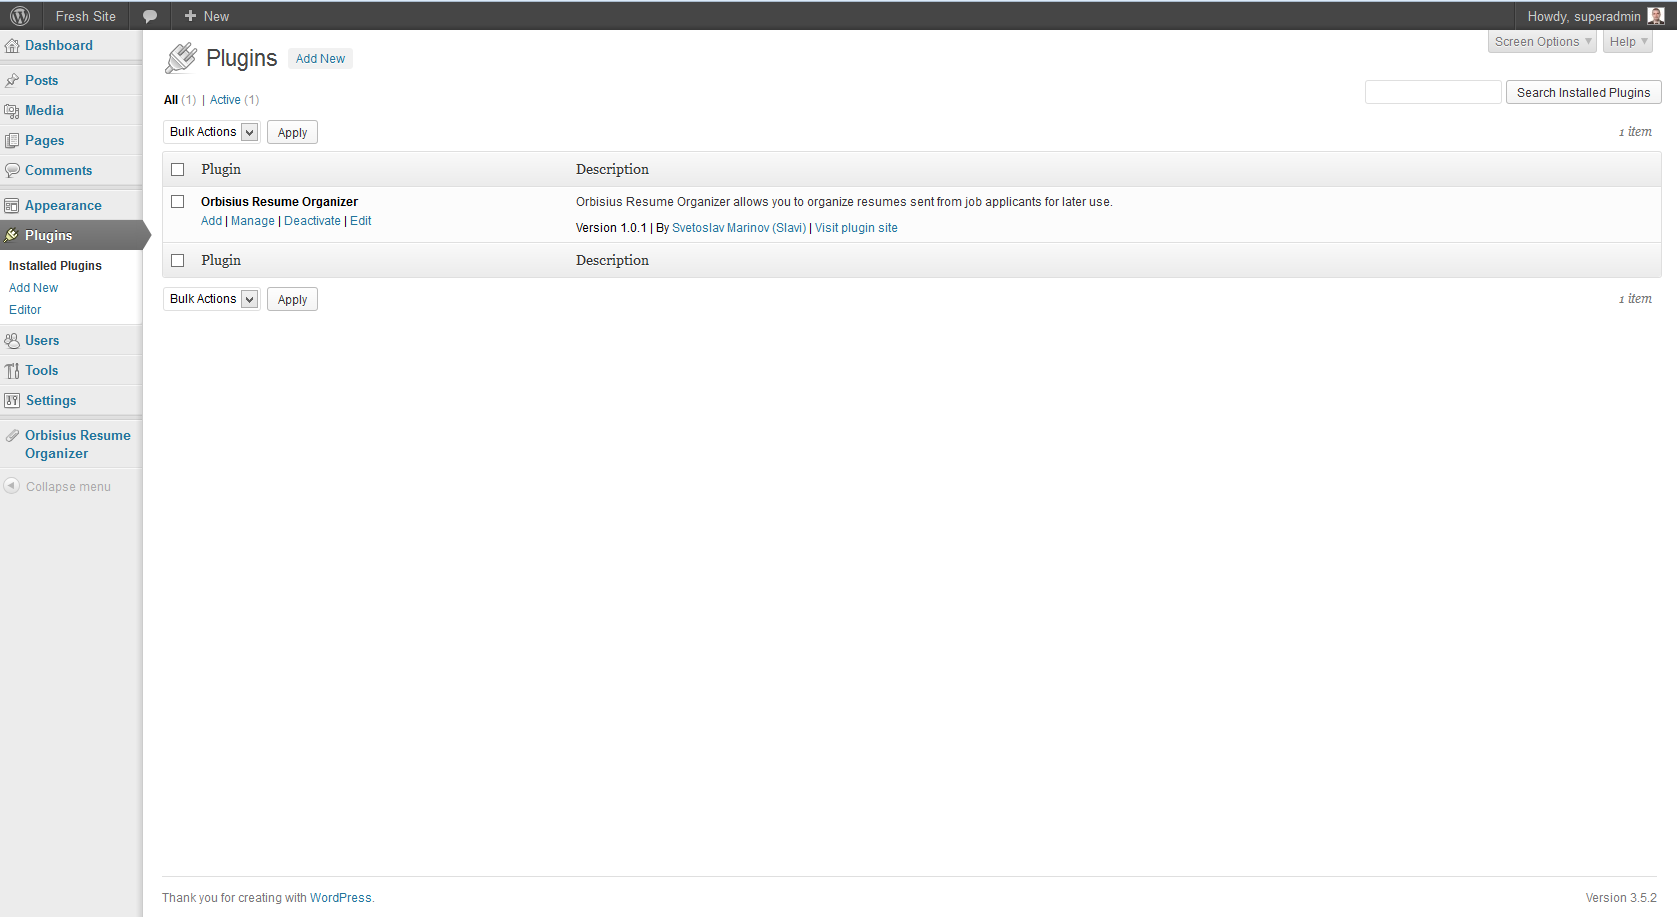 Fresh Site
New
Howdy, superadmin
Dashboard
Posts
Media
Pages
Comments
Appearance
Plugins
Installed Plugins
Add New
Editor
Users
Tools
Settings
Orbisius Resume
Organizer
Collapse menu
Screen Options
Help
Plugins Add New
All (1) | Active (1)
Search Installed Plugins
Bulk Actions Apply
1 item
Plugin Description
Orbisius Resume Organizer
Add | Manage | Deactivate | Edit
Orbisius Resume Organizer allows you to organize resumes sent from job applicants for later use.
Version 1.0.1 | By Svetoslav Marinov (Slavi) | Visit plugin site
Plugin Description
Bulk Actions Apply
1 item
Thank you for creating with WordPress.
Version 3.5.2